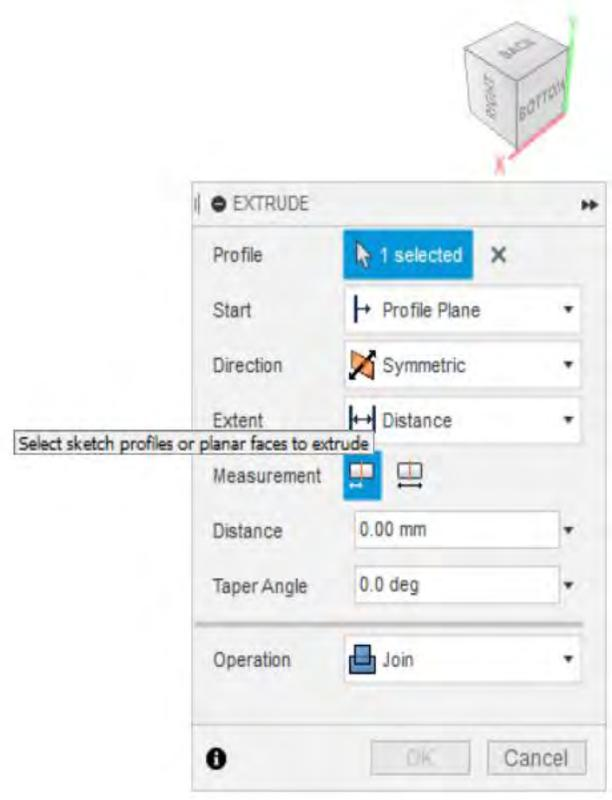 Y
BACK
RIGHT
BOTTOM
X
EXTRUDE
Profile 1 selected
Start Profile Plane
Direction Symmetric
Extent Distance
Select sketch profiles or planar faces to extrude
Measurement
Distance 0.00 mm
Taper Angle 0.0 deg
Operation Join
OK Cancel